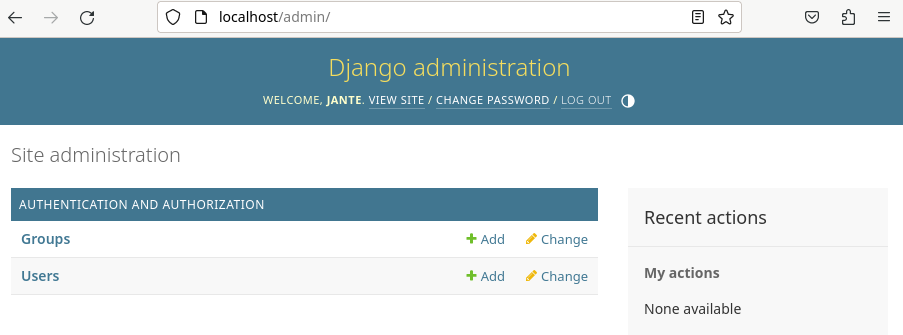 localhost/admin/
Django administration
WELCOME, JANTE. VIEW SITE / CHANGE PASSWORD / LOG OUT
Site administration
AUTHENTICATION AND AUTHORIZATION
Groups Add Change
Users Add Change
Recent actions
My actions
None available